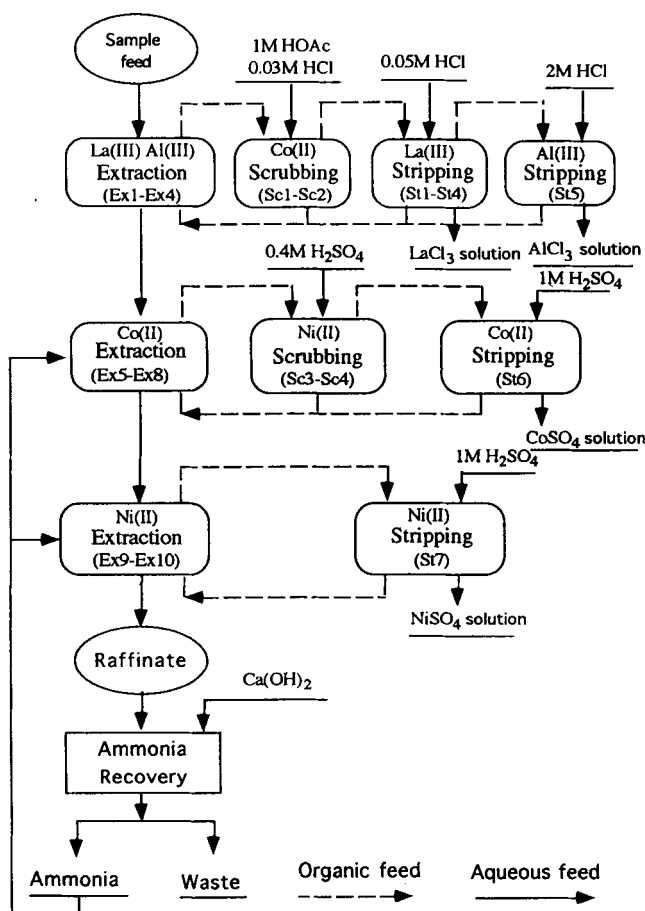 Sample
feed
1M HOAc
0.03M HCl
0.05M HCl
2M HCl
La(III) Al(III)
Extraction
(Ex1-Ex4)
Co(II)
Scrubbing
(Sc1-Sc2)
La(III)
Stripping
(St1-St4)
Al(III)
Stripping
(St5)
LaCl3 solution
AlCl3 solution
0.4M H2SO4
1M H2SO4
Co(II)
Extraction
(Ex5-Ex8)
Ni(II)
Scrubbing
(Sc3-Sc4)
Co(II)
Stripping
(St6)
CoSO4 solution
1M H2SO4
Ni(II)
Extraction
(Ex9-Ex10)
Ni(II)
Stripping
(St7)
NiSO4 solution
Raffinate
Ca(OH)2
Ammonia
Recovery
Ammonia
Waste
Organic feed
Aqueous feed